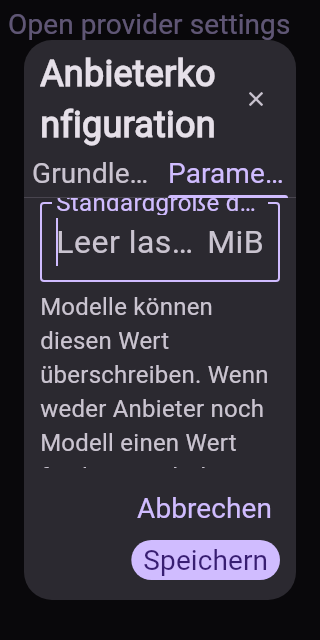 Open provider settings
Anbieterko
nfiguration
×
Grundle…
Parame…
Standardgröße d…
Leer las… MiB
Modelle können
diesen Wert
überschreiben. Wenn
weder Anbieter noch
Modell einen Wert
Abbrechen
Speichern